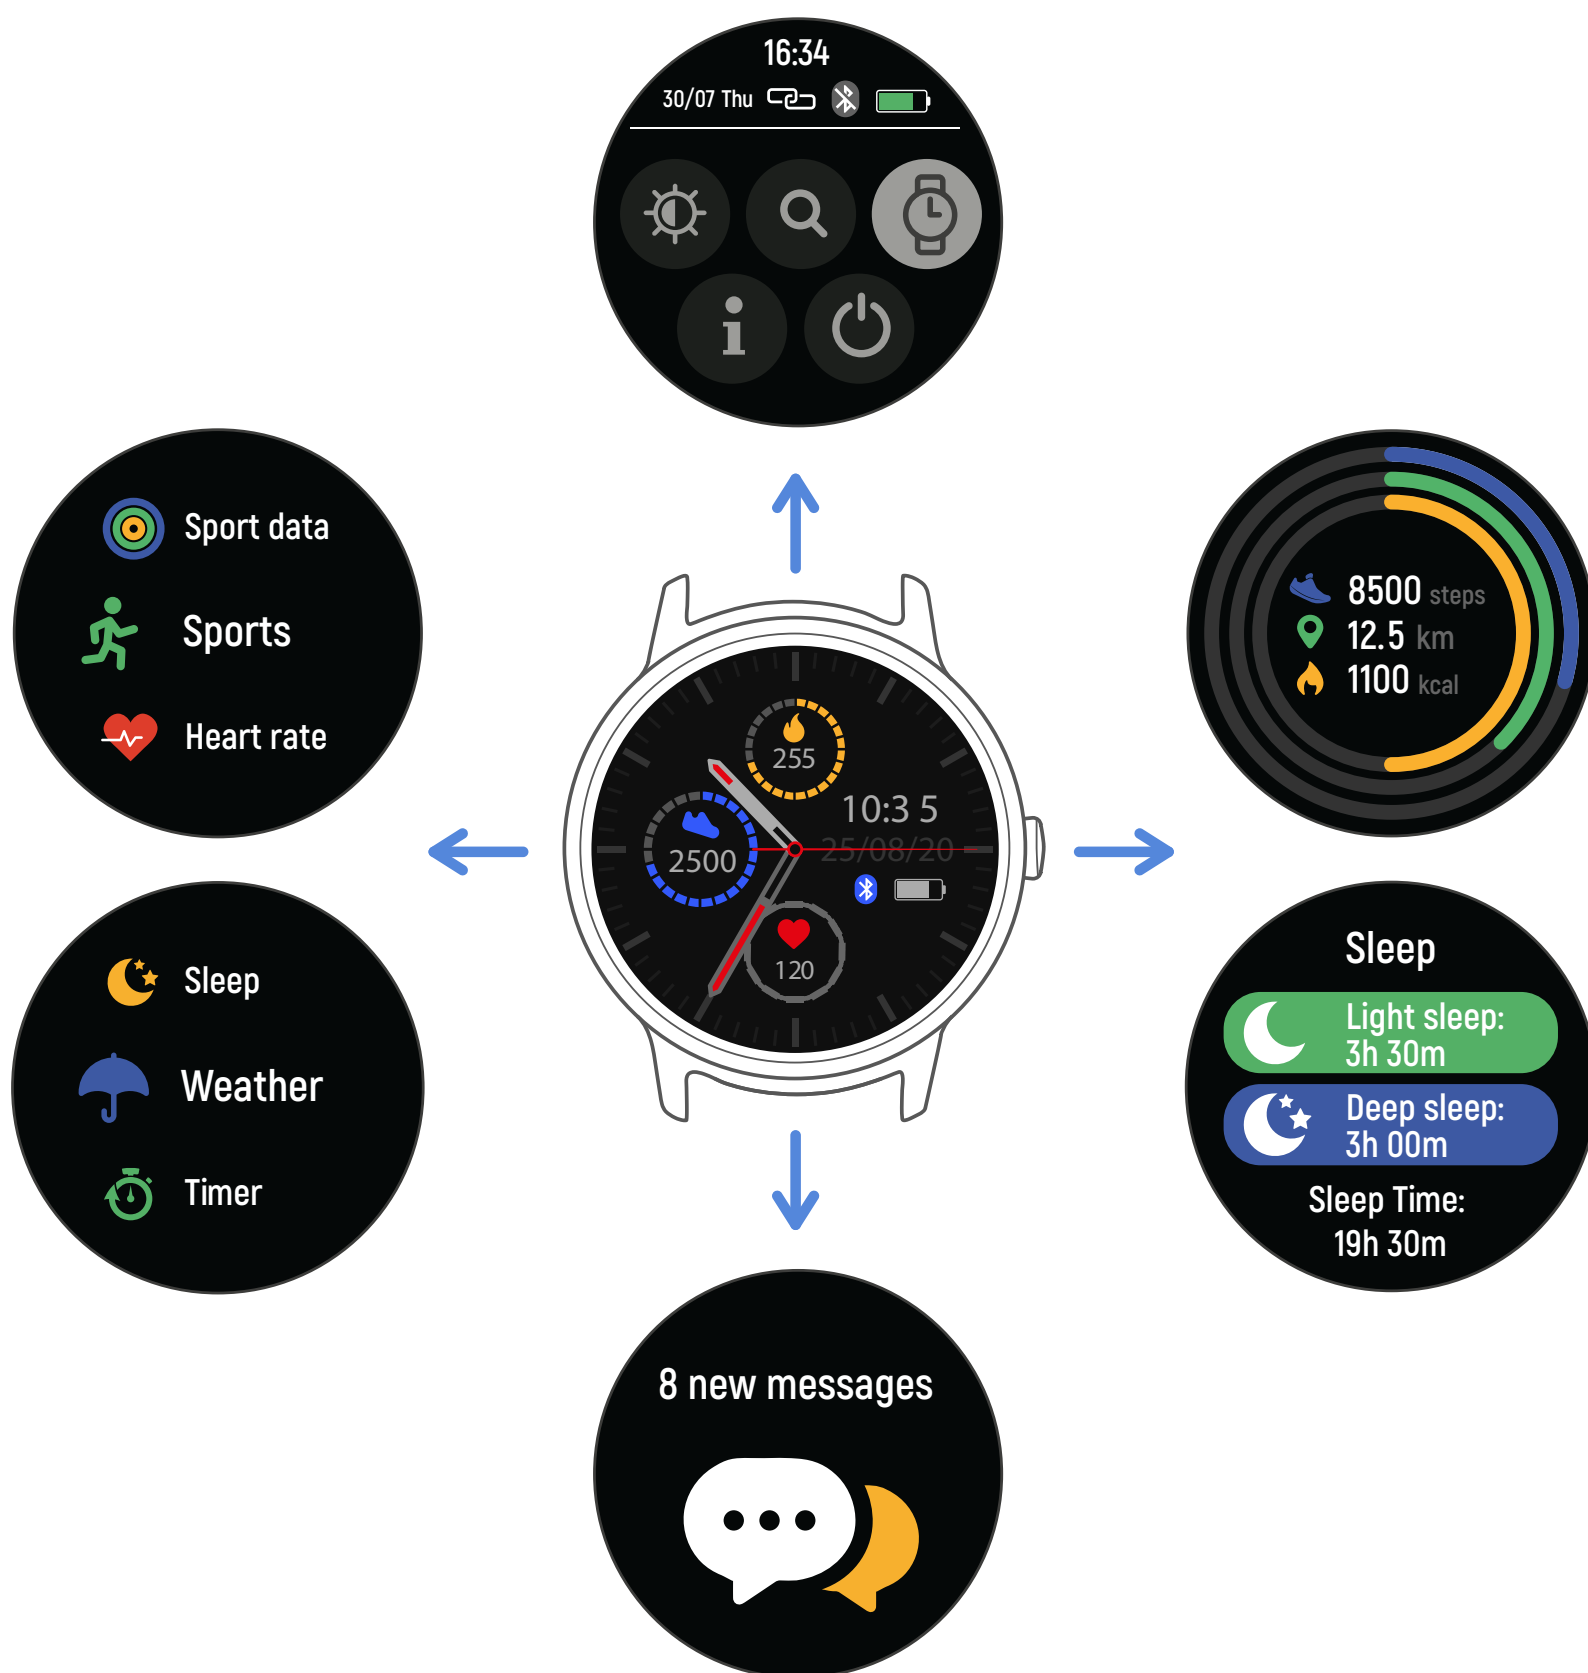 16:34
30/07 Thu
Sport data
Sports
Heart rate
Sleep
Weather
Timer
255
10:3 5
25/08/20
2500
120
8500 steps
12.5 km
1100 kcal
Sleep
Light sleep:
3h 30m
Deep sleep:
3h 00m
Sleep Time:
19h 30m
8 new messages